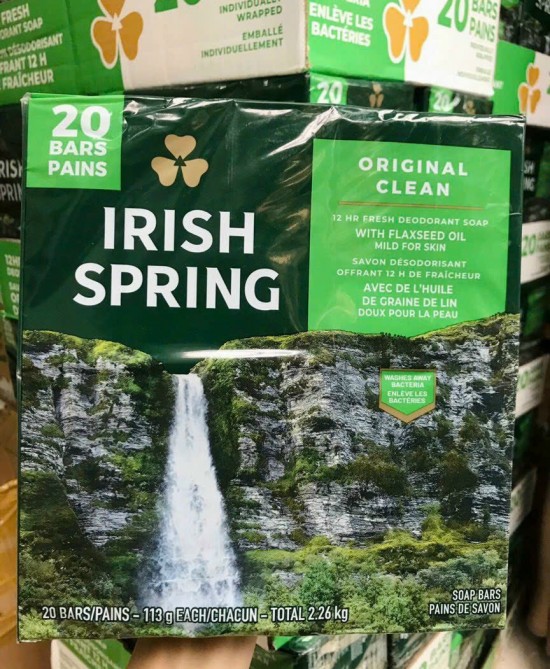 FRESH
INDIVIDUALLY
WRAPPED
EMBALLÉ
INDIVIDUELLEMENT
ENLÈVE LES
BACTÉRIES
20 BARS
PAINS
FRANT 12 H
FRAÎCHEUR
20
20 BARS
PAINS
IRISH
SPRING
ORIGINAL
CLEAN
12 HR FRESH DEODORANT SOAP
WITH FLAXSEED OIL
MILD FOR SKIN
SAVON DÉSODORISANT
OFFRANT 12 H DE FRAÎCHEUR
AVEC DE L'HUILE
DE GRAINE DE LIN
DOUX POUR LA PEAU
WASHES AWAY
BACTERIA
ENLÈVE LES
BACTÉRIES
20 BARS/PAINS – 113 g EACH/CHACUN – TOTAL 2.26 kg
SOAP BARS
PAINS DE SAVON